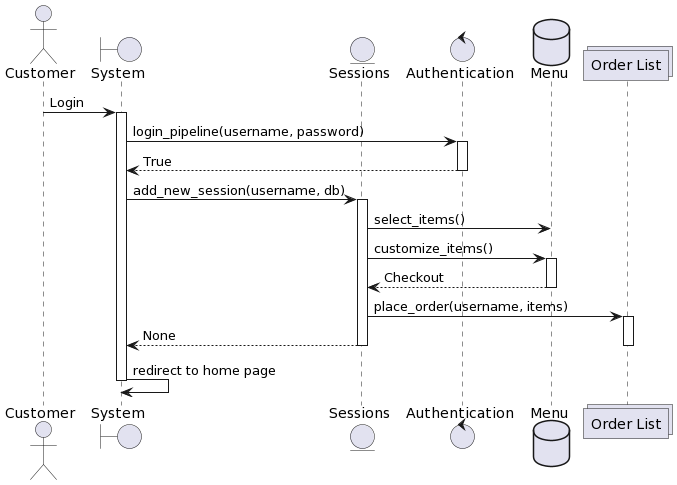 Customer
System
Sessions
Authentication
Menu
Order List
Login
login_pipeline(username, password)
True
add_new_session(username, db)
select_items()
customize_items()
Checkout
place_order(username, items)
None
redirect to home page
Customer
System
Sessions
Authentication
Menu
Order List